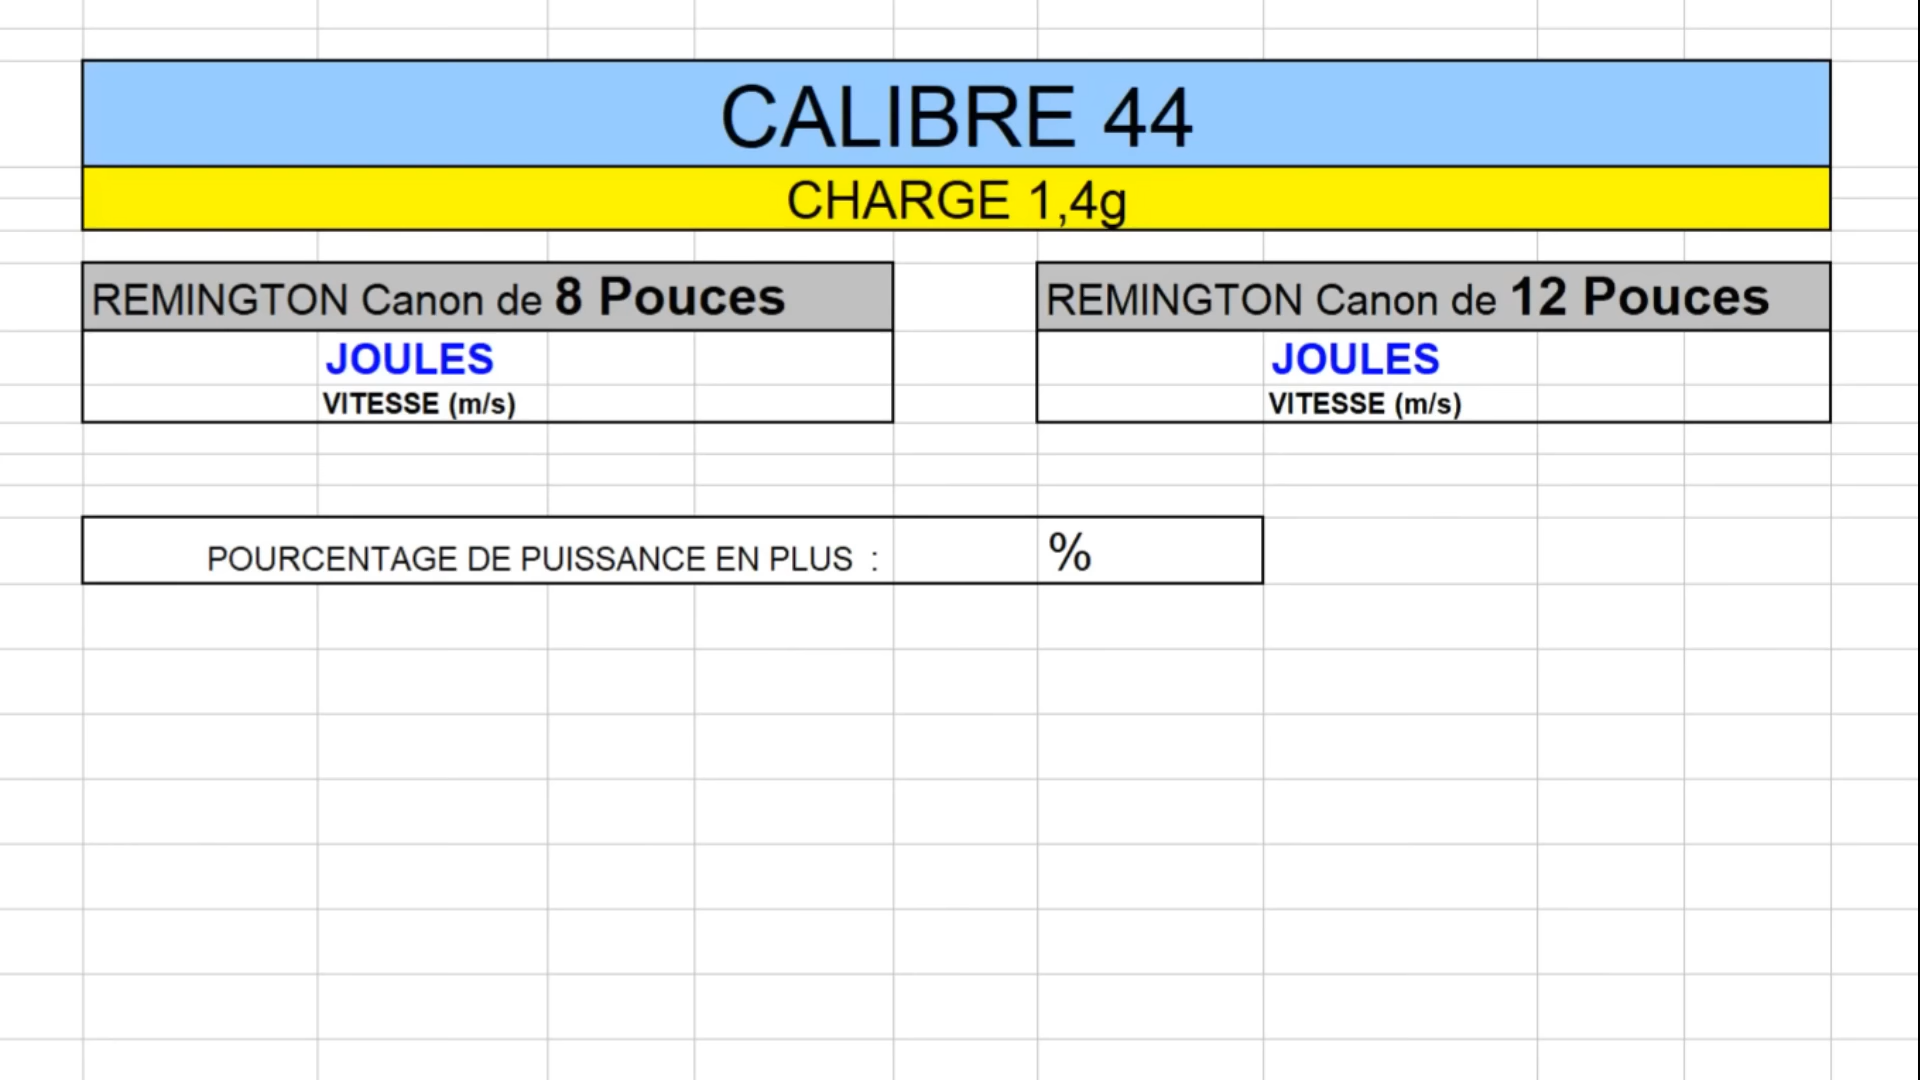 CALIBRE 44
CHARGE 1,4g
REMINGTON Canon de 8 Pouces
JOULES
VITESSE (m/s)
REMINGTON Canon de 12 Pouces
JOULES
VITESSE (m/s)
POURCENTAGE DE PUISSANCE EN PLUS : %